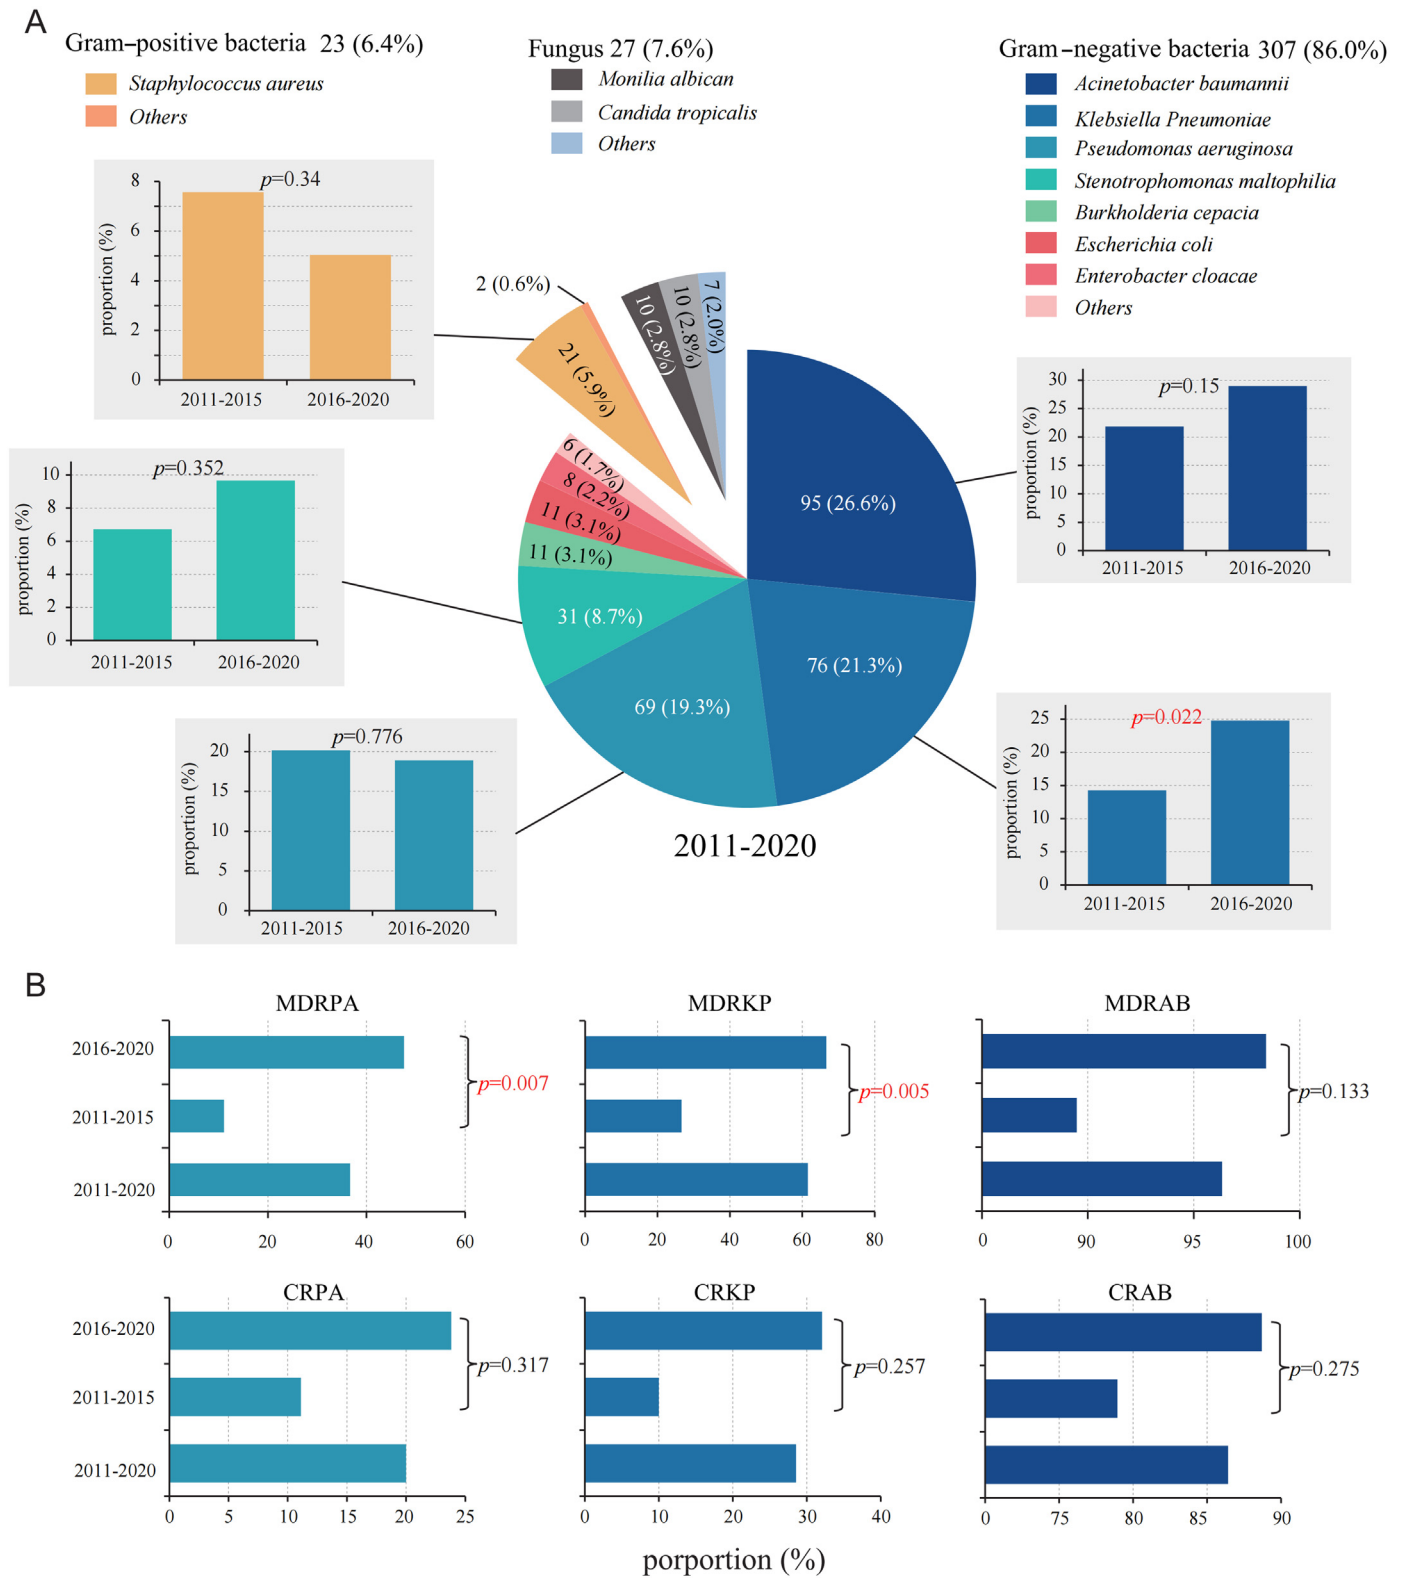 A
Gram-positive bacteria 23 (6.4%)
Staphylococcus aureus
Others
Fungus 27 (7.6%)
Monilia albican
Candida tropicalis
Others
Gram-negative bacteria 307 (86.0%)
Acinetobacter baumannii
Klebsiella Pneumoniae
Pseudomonas aeruginosa
Stenotrophomonas maltophilia
Burkholderia cepacia
Escherichia coli
Enterobacter cloacae
Others
p=0.34
proportion (%)
8
6
4
2
0
2011-2015
2016-2020
p=0.352
proportion (%)
10
8
6
4
2
0
2011-2015
2016-2020
p=0.776
proportion (%)
20
15
10
5
0
2011-2015
2016-2020
2 (0.6%)
21 (5.9%)
10 (2.8%)
10 (2.8%)
7 (2.0%)
6 (1.7%)
8 (2.2%)
11 (3.1%)
11 (3.1%)
31 (8.7%)
69 (19.3%)
76 (21.3%)
95 (26.6%)
2011-2020
p=0.15
proportion (%)
30
25
20
15
10
5
0
2011-2015
2016-2020
p=0.022
proportion (%)
25
20
15
10
5
0
2011-2015
2016-2020
B
MDRPA
2016-2020
2011-2015
2011-2020
p=0.007
0 20 40 60
MDRKP
p=0.005
0 20 40 60 80
MDRAB
p=0.133
0 90 95 100
CRPA
2016-2020
2011-2015
2011-2020
p=0.317
0 5 10 15 20 25
CRKP
p=0.257
0 10 20 30 40
CRAB
p=0.275
0 75 80 85 90
porportion (%)